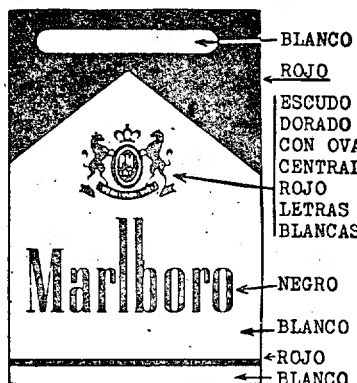 BLANCO
ROJO
ESCUDO
DORADO
CON OVA
CENTRAL
ROJO
LETRAS
BLANCAS
Marlboro
NEGRO
BLANCO
ROJO
BLANCO